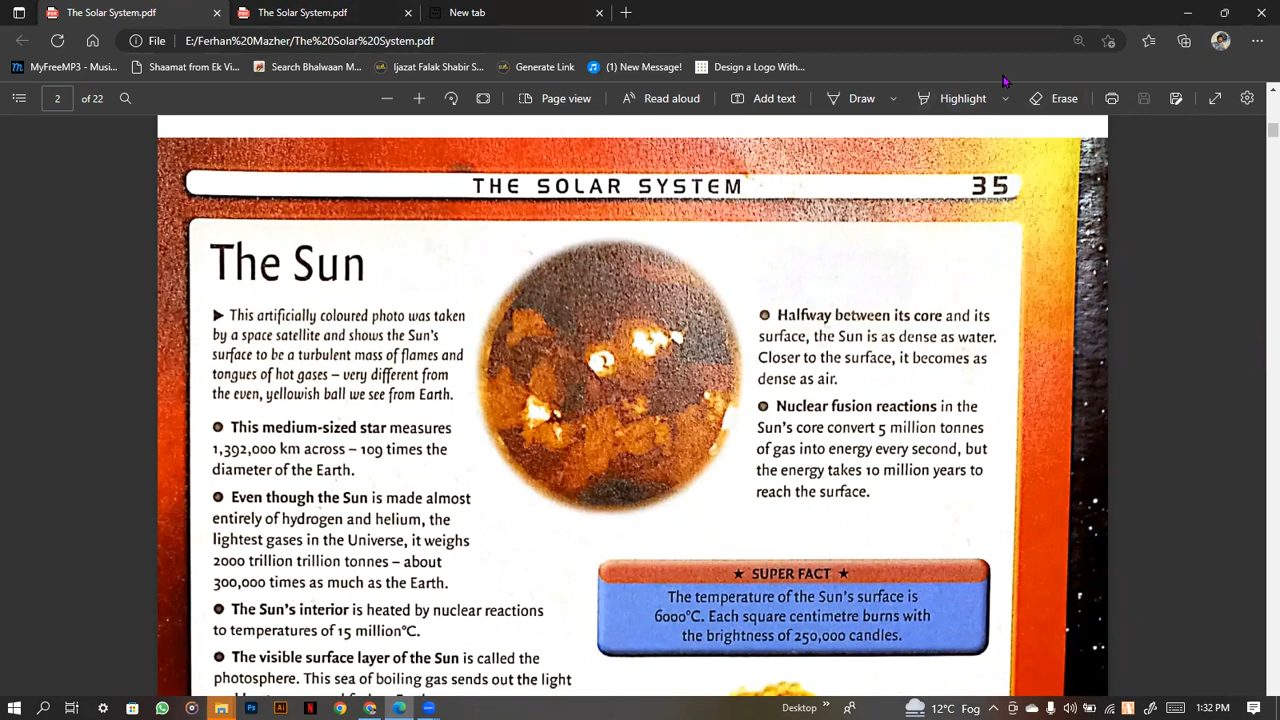 The Solar System.pdf
The Solar System.pdf
New tab
File
E:/Ferhan%20Mazher/The%20Solar%20System.pdf
MyFreeMP3 - Musi...
Shaamat from Ek Vi...
Search Bhalwaan M...
Ijazat Falak Shabir S...
Generate Link
(1) New Message!
Design a Logo With...
2 of 22
Page view
Read aloud
Add text
Draw
Highlight
Erase
THE SOLAR SYSTEM
35
The Sun
► This artificially coloured photo was taken
by a space satellite and shows the Sun's
surface to be a turbulent mass of flames and
tongues of hot gases – very different from
the even, yellowish ball we see from Earth.
● This medium-sized star measures
1,392,000 km across – 109 times the
diameter of the Earth.
● Even though the Sun is made almost
entirely of hydrogen and helium, the
lightest gases in the Universe, it weighs
2000 trillion trillion tonnes – about
300,000 times as much as the Earth.
● The Sun's interior is heated by nuclear reactions
to temperatures of 15 million°C.
● The visible surface layer of the Sun is called the
photosphere. This sea of boiling gas sends out the light
● Halfway between its core and its
surface, the Sun is as dense as water.
Closer to the surface, it becomes as
dense as air.
● Nuclear fusion reactions in the
Sun's core convert 5 million tonnes
of gas into energy every second, but
the energy takes 10 million years to
reach the surface.
★ SUPER FACT ★
The temperature of the Sun's surface is
6000°C. Each square centimetre burns with
the brightness of 250,000 candles.
Desktop
12°C Fog
1:32 PM